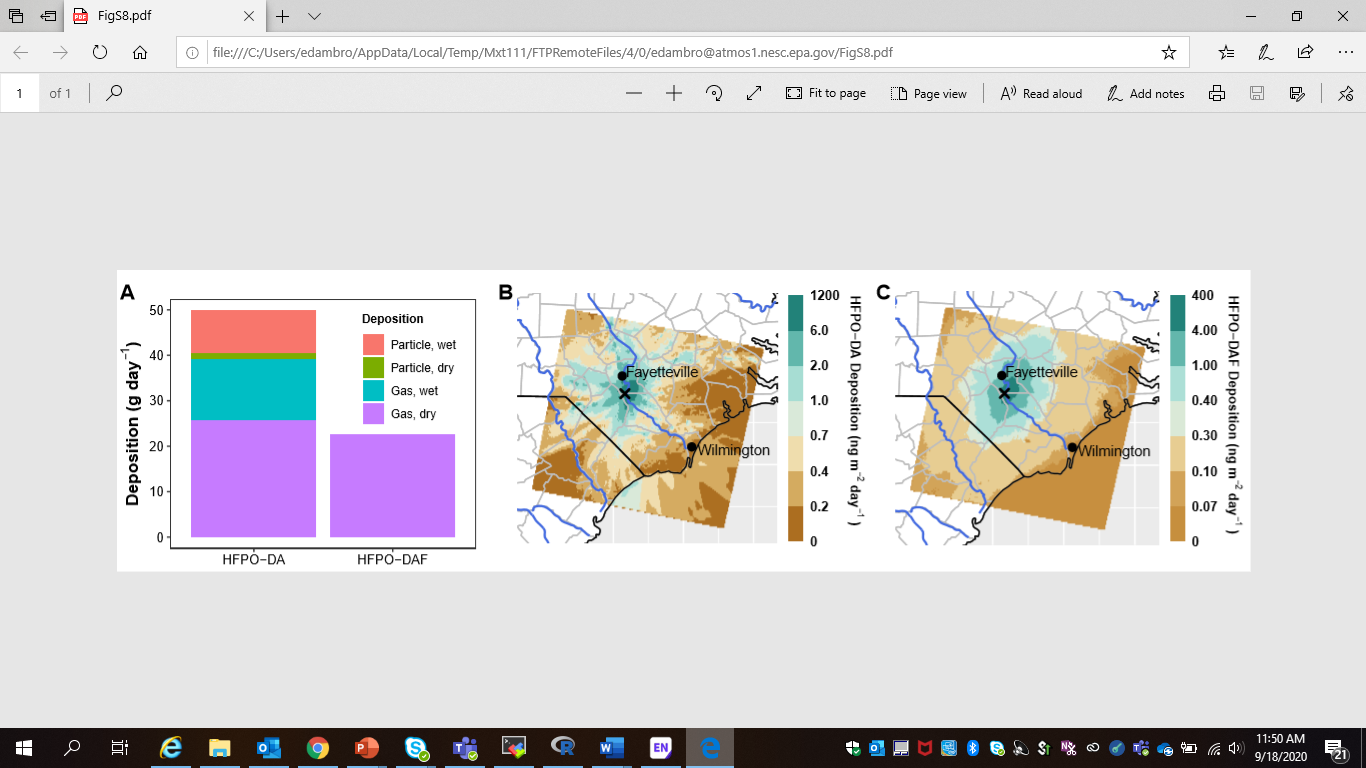 FigS8.pdf
file:///C:/Users/edambro/AppData/Local/Temp/Mxt111/FTPRemoteFiles/4/0/edambro@atmos1.nesc.epa.gov/FigS8.pdf
1 of 1
Fit to page
Page view
Read aloud
Add notes
A
Deposition (g day⁻¹)
50
40
30
20
10
0
HFPO−DA
HFPO−DAF
Deposition
Particle, wet
Particle, dry
Gas, wet
Gas, dry
B
Fayetteville
Wilmington
1200
6.0
2.0
1.0
0.7
0.4
0.2
0
HFPO−DA Deposition (ng m⁻² day⁻¹)
C
Fayetteville
Wilmington
400
4.00
1.00
0.40
0.30
0.10
0.07
0
HFPO−DAF Deposition (ng m⁻² day⁻¹)
EN
11:50 AM
9/18/2020
21